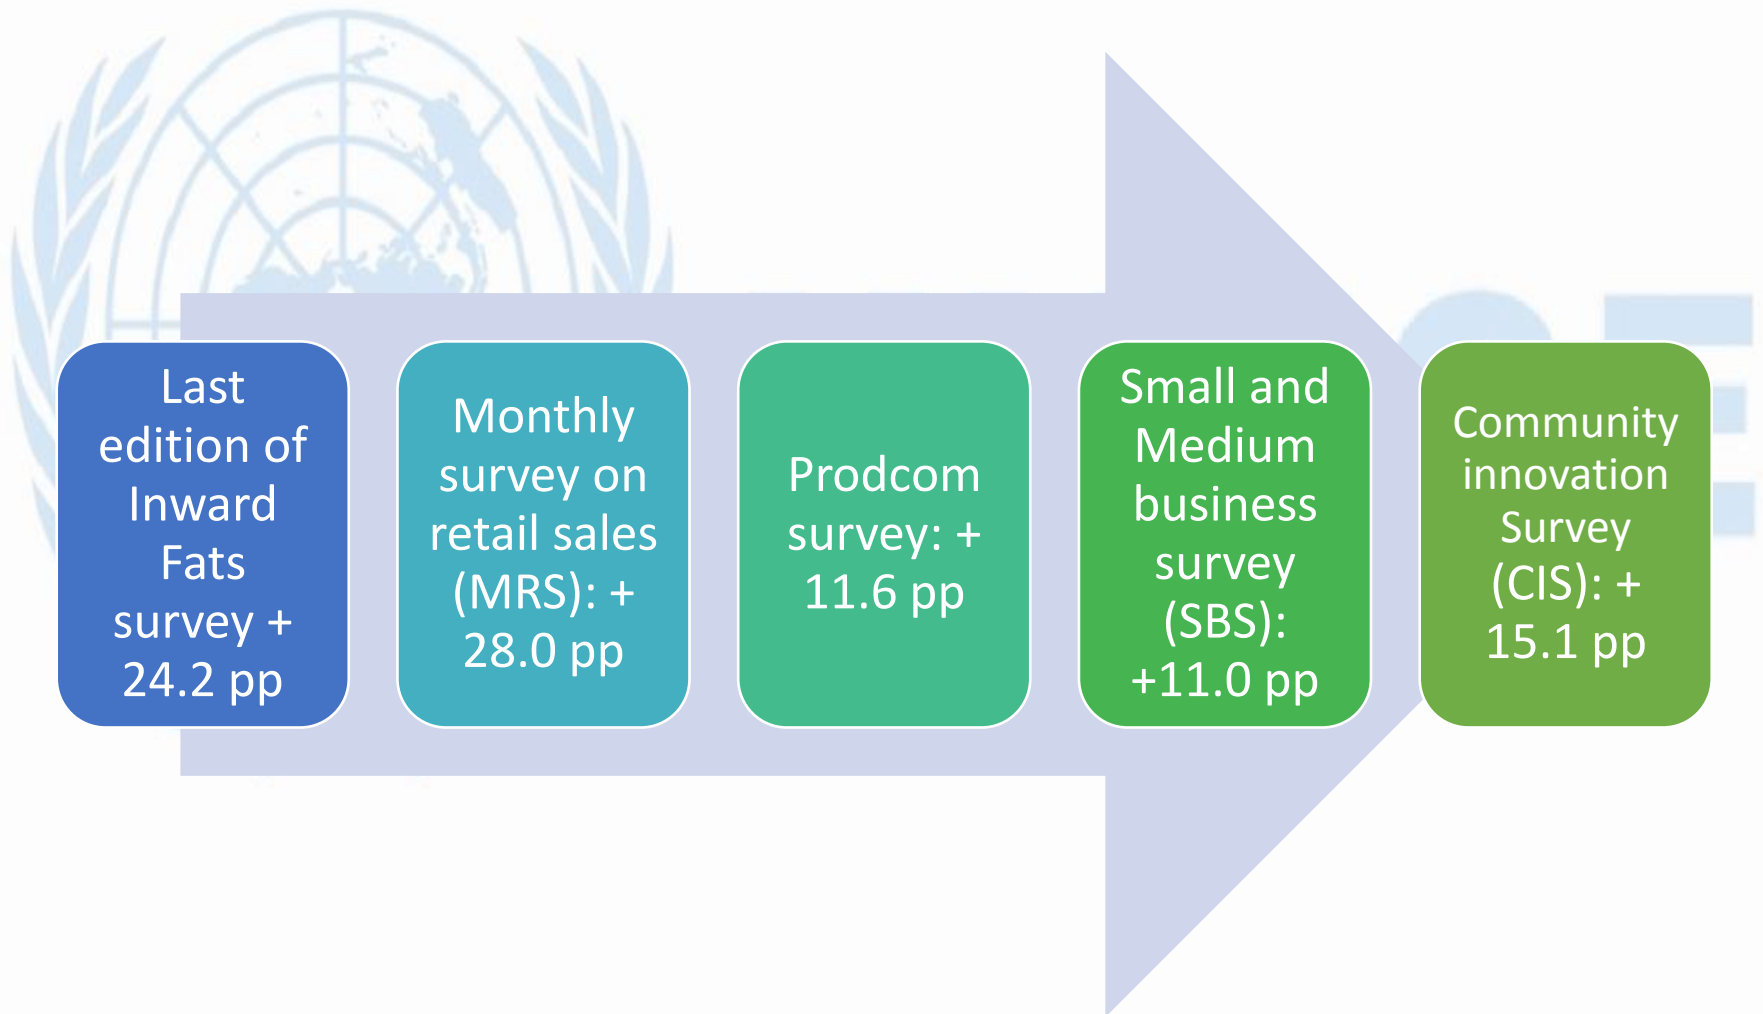 Last
edition of
Inward
Fats
survey +
24.2 pp
Monthly
survey on
retail sales
(MRS): +
28.0 pp
Prodcom
survey: +
11.6 pp
Small and
Medium
business
survey
(SBS):
+11.0 pp
Community
innovation
Survey
(CIS): +
15.1 pp